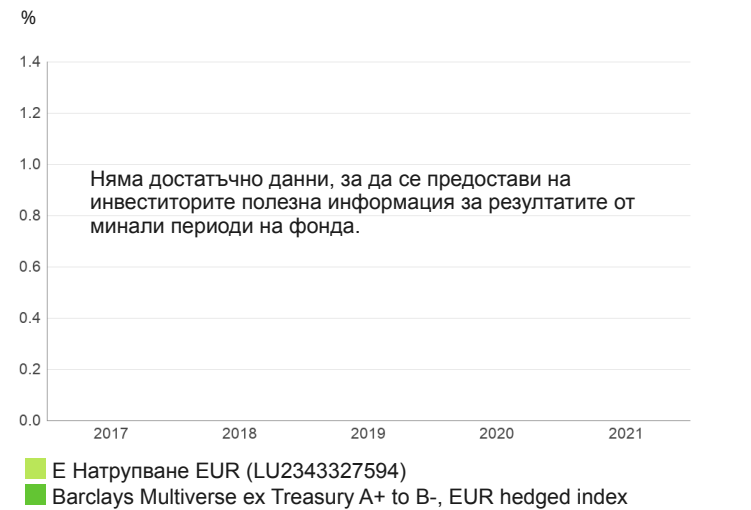 %
1.4
1.2
1.0
Няма достатъчно данни, за да се предостави на
инвеститорите полезна информация за резултатите от
минали периоди на фонда.
0.8
0.6
0.4
0.2
0.0
2017 2018 2019 2020 2021
Е Натрупване EUR (LU2343327594)
Barclays Multiverse ex Treasury A+ to B-, EUR hedged index